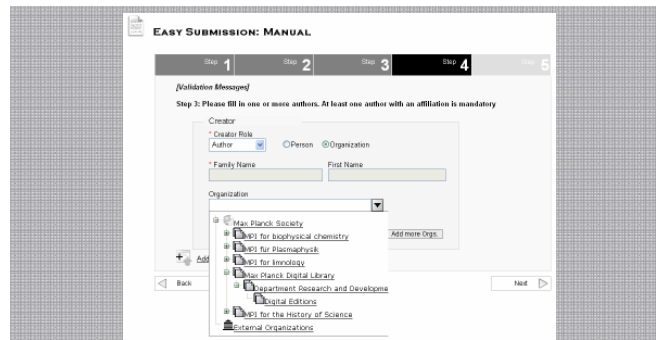 EASY SUBMISSION: MANUAL
Step 1 Step 2 Step 3 Step 4 Step 5
[Validation Messages]
Step 3: Please fill in one or more authors. At least one author with an affiliation is mandatory
Creator
* Creator Role
Author Person Organization
* Family Name First Name
Organization
Max Planck Society
MPI for biophysical chemistry Add more Orgs.
MPI für Plasmaphysik
MPI for limnology
Add
Max Planck Digital Library
Back Department Research and Developme Next
Digital Editions
MPI for the History of Science
External Organizations